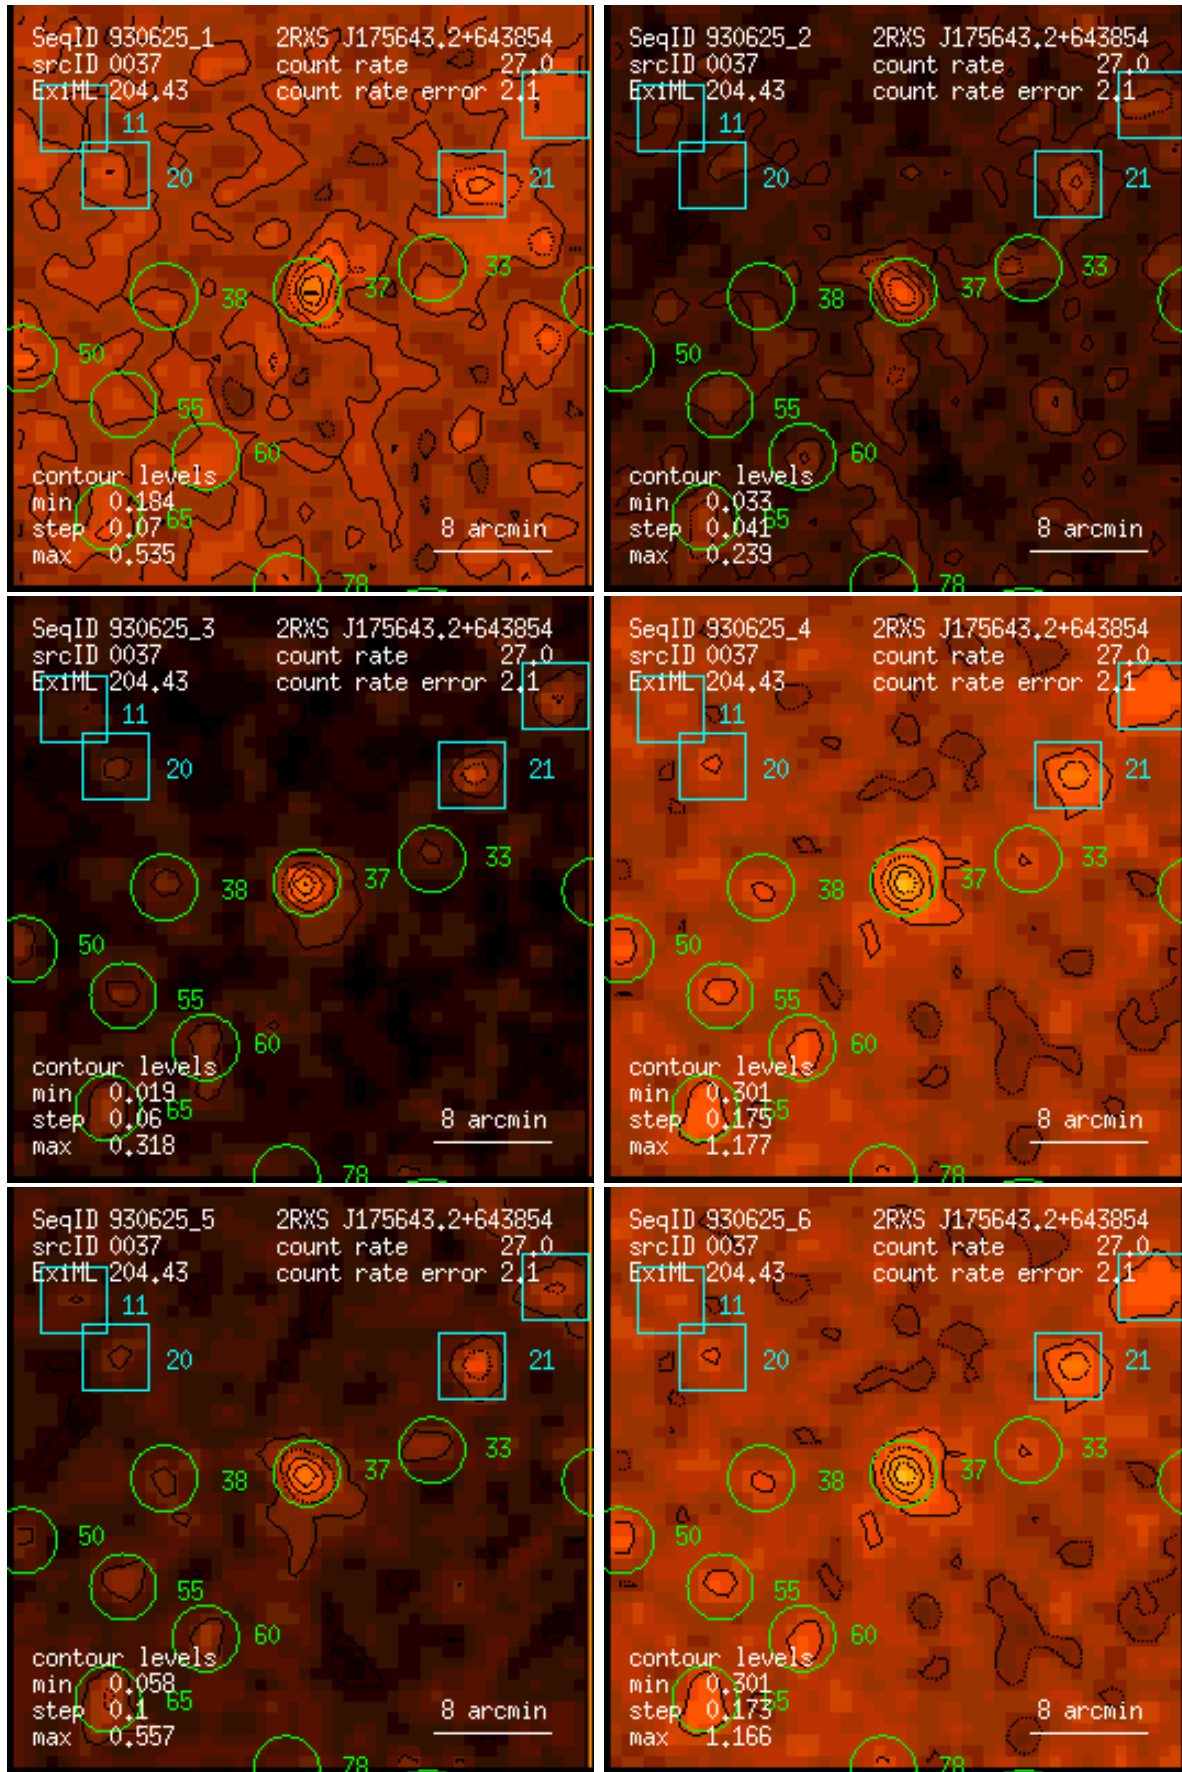 SeqID 930625_1 2RXS J175643.2+643854
srcID 0037 count rate 27.0
ExiML 204.43 count rate error 2.1
11
20
21
33
38
37
50
55
60
contour levels
min 0.184
step 0.07 65
max 0.535
8 arcmin
78
SeqID 930625_2 2RXS J175643.2+643854
srcID 0037 count rate 27.0
ExiML 204.43 count rate error 2.1
11
20
21
33
38
37
50
55
60
contour levels
min 0.033
step 0.041 65
max 0.239
8 arcmin
78
SeqID 930625_3 2RXS J175643.2+643854
srcID 0037 count rate 27.0
ExiML 204.43 count rate error 2.1
11
20
21
33
38
37
50
55
60
contour levels
min 0.019
step 0.06 65
max 0.318
8 arcmin
78
SeqID 930625_4 2RXS J175643.2+643854
srcID 0037 count rate 27.0
ExiML 204.43 count rate error 2.1
11
20
21
33
38
37
50
55
60
contour levels
min 0.301
step 0.175 65
max 1.177
8 arcmin
78
SeqID 930625_5 2RXS J175643.2+643854
srcID 0037 count rate 27.0
ExiML 204.43 count rate error 2.1
11
20
21
33
38
37
50
55
60
contour levels
min 0.058
step 0.1 65
max 0.557
8 arcmin
78
SeqID 930625_6 2RXS J175643.2+643854
srcID 0037 count rate 27.0
ExiML 204.43 count rate error 2.1
11
20
21
33
38
37
50
55
60
contour levels
min 0.301
step 0.173 65
max 1.166
8 arcmin
78